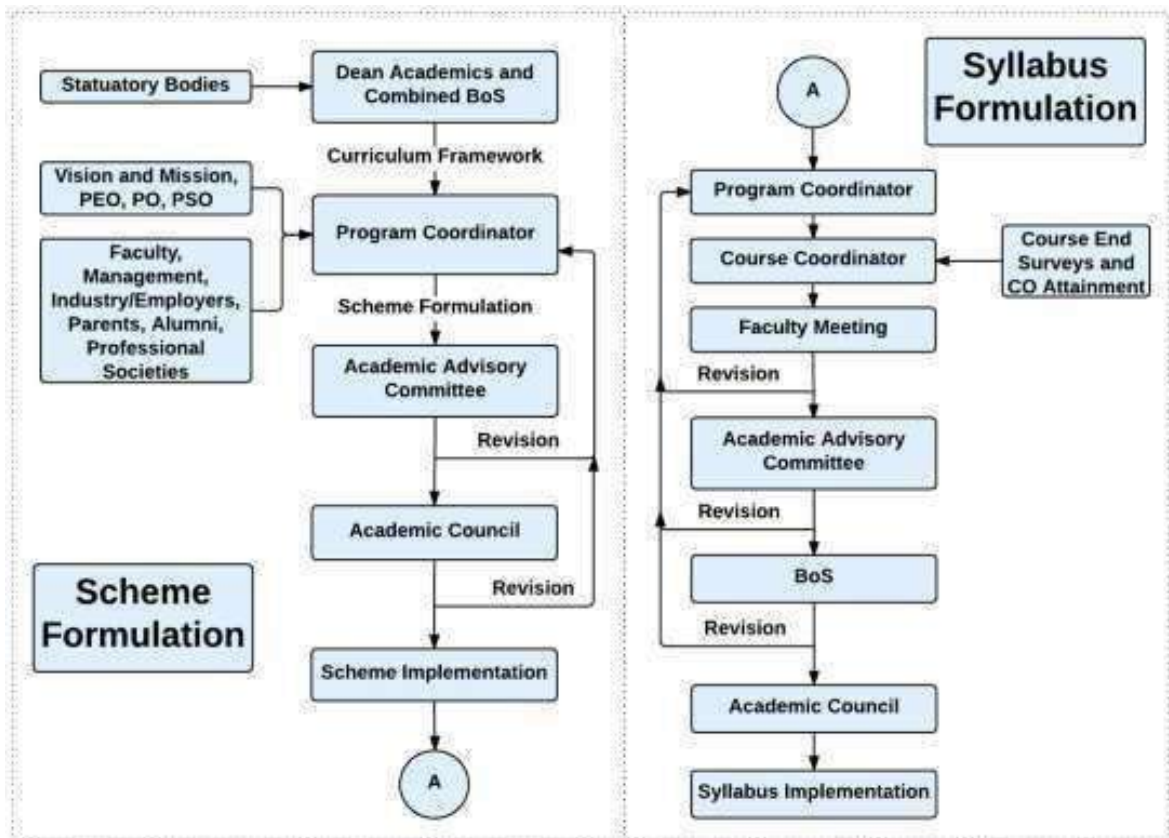 Statuatory Bodies
Dean Academics and
Combined BoS
Curriculum Framework
Vision and Mission,
PEO, PO, PSO
Program Coordinator
Faculty,
Management,
Industry/Employers,
Parents, Alumni,
Professional
Societies
Scheme Formulation
Academic Advisory
Committee
Revision
Academic Council
Revision
Scheme
Formulation
Scheme Implementation
A
Syllabus
Formulation
A
Program Coordinator
Course Coordinator
Course End
Surveys and
CO Attainment
Faculty Meeting
Revision
Academic Advisory
Committee
Revision
BoS
Revision
Academic Council
Syllabus Implementation